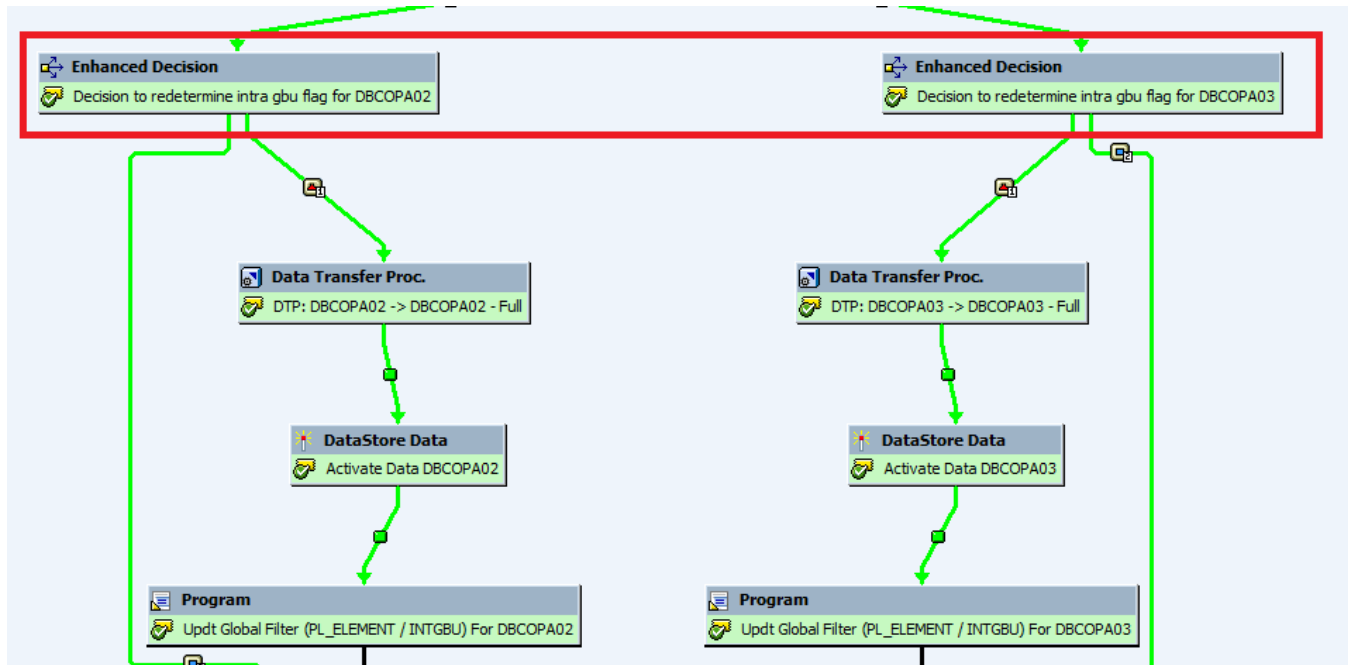 Enhanced Decision
Decision to redetermine intra gbu flag for DBCOPA02
Enhanced Decision
Decision to redetermine intra gbu flag for DBCOPA03
1
1
2
Data Transfer Proc.
DTP: DBCOPA02 -> DBCOPA02 - Full
Data Transfer Proc.
DTP: DBCOPA03 -> DBCOPA03 - Full
DataStore Data
Activate Data DBCOPA02
DataStore Data
Activate Data DBCOPA03
Program
Updt Global Filter (PL_ELEMENT / INTGBU) For DBCOPA02
Program
Updt Global Filter (PL_ELEMENT / INTGBU) For DBCOPA03